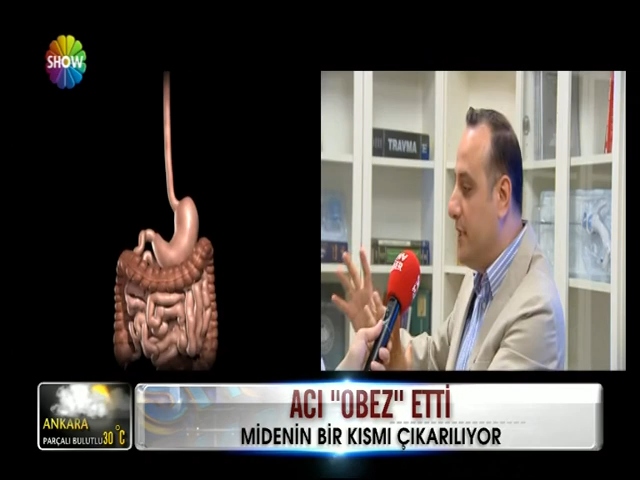 SHOW
TRAVMA
ACI "OBEZ" ETTİ
MİDENİN BİR KISMI ÇIKARILIYOR
ANKARA
PARÇALI BULUTLU 30 °C